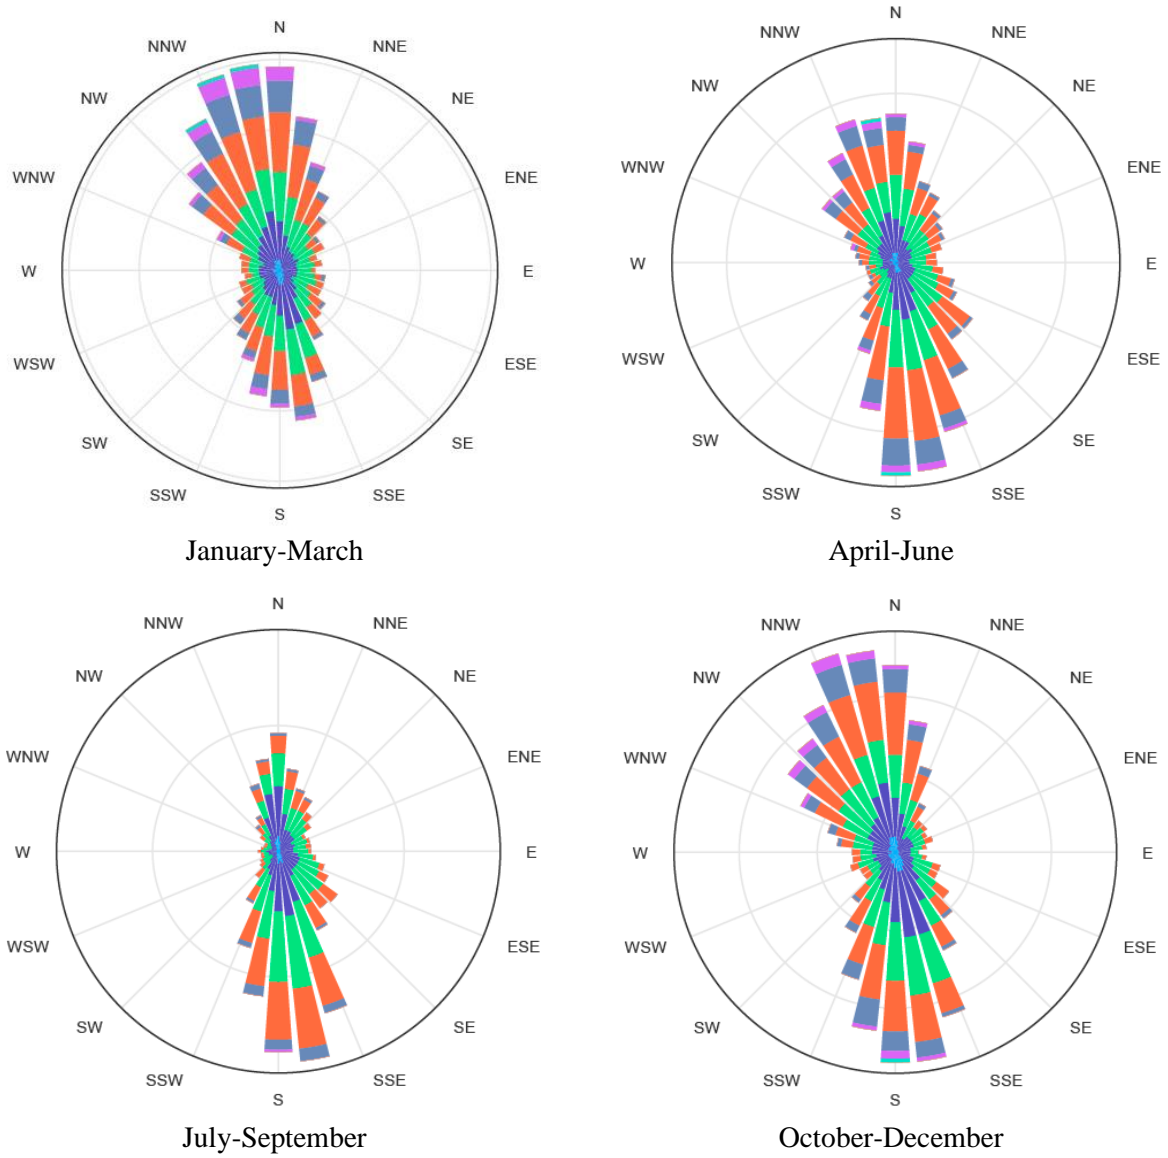 N
NNW NNE
NW NE
WNW ENE
W E
WSW ESE
SW SE
SSW SSE
S
January-March
N
NNW NNE
NW NE
WNW ENE
W E
WSW ESE
SW SE
SSW SSE
S
April-June
N
NNW NNE
NW NE
WNW ENE
W E
WSW ESE
SW SE
SSW SSE
S
July-September
N
NNW NNE
NW NE
WNW ENE
W E
WSW ESE
SW SE
SSW SSE
S
October-December